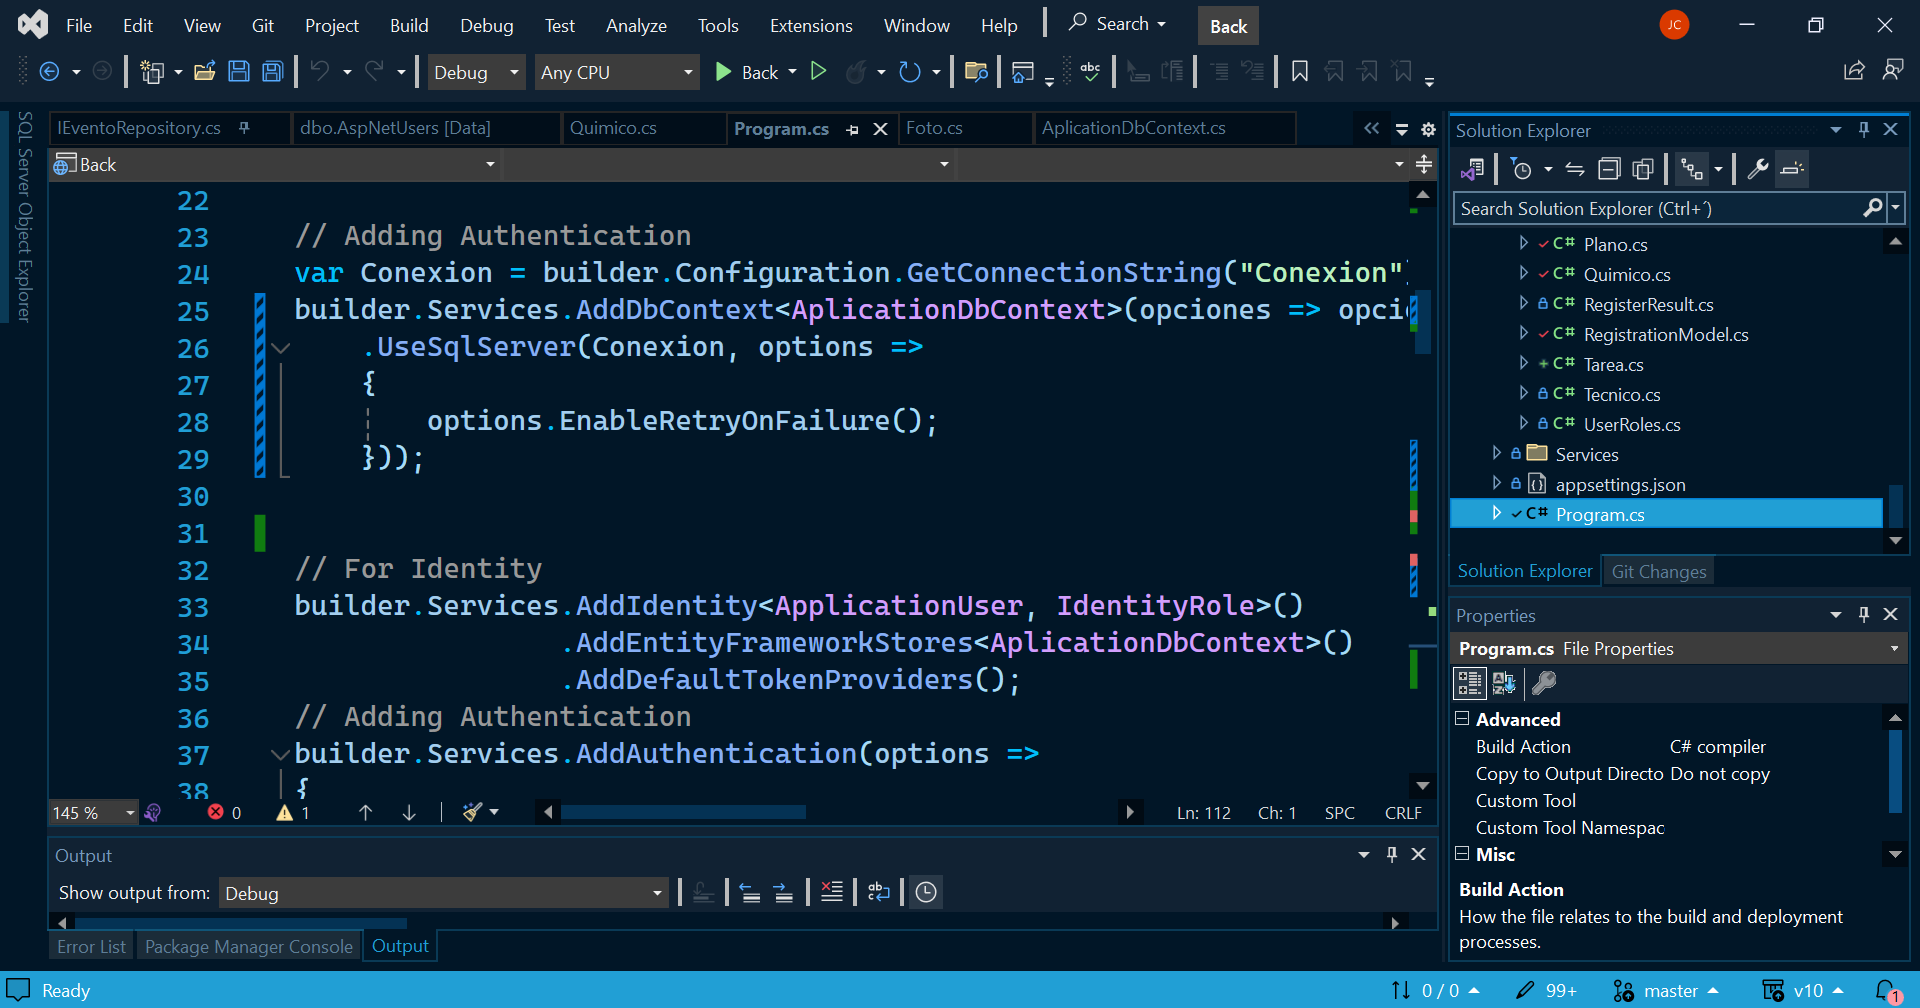 File Edit View Git Project Build Debug Test Analyze Tools Extensions Window Help Search Back JC
Debug Any CPU Back abc
SQL Server Object Explorer
IEventoRepository.cs dbo.AspNetUsers [Data] Quimico.cs Program.cs Foto.cs AplicationDbContext.cs
Back
22
23 // Adding Authentication
24 var Conexion = builder.Configuration.GetConnectionString("Conexion")
25 builder.Services.AddDbContext<AplicationDbContext>(opciones => opci
26 .UseSqlServer(Conexion, options =>
27 {
28 options.EnableRetryOnFailure();
29 }));
30
31
32 // For Identity
33 builder.Services.AddIdentity<ApplicationUser, IdentityRole>()
34 .AddEntityFrameworkStores<AplicationDbContext>()
35 .AddDefaultTokenProviders();
36 // Adding Authentication
37 builder.Services.AddAuthentication(options =>
38 {
145 % 0 1 Ln: 112 Ch: 1 SPC CRLF
Output
Show output from: Debug
Error List Package Manager Console Output
Solution Explorer
Search Solution Explorer (Ctrl+´)
C# Plano.cs
C# Quimico.cs
C# RegisterResult.cs
C# RegistrationModel.cs
C# Tarea.cs
C# Tecnico.cs
C# UserRoles.cs
Services
appsettings.json
C# Program.cs
Solution Explorer Git Changes
Properties
Program.cs File Properties
Advanced
Build Action C# compiler
Copy to Output Directo Do not copy
Custom Tool
Custom Tool Namespac
Misc
Build Action
How the file relates to the build and deployment
processes.
Ready 0 / 0 99+ master v10 1